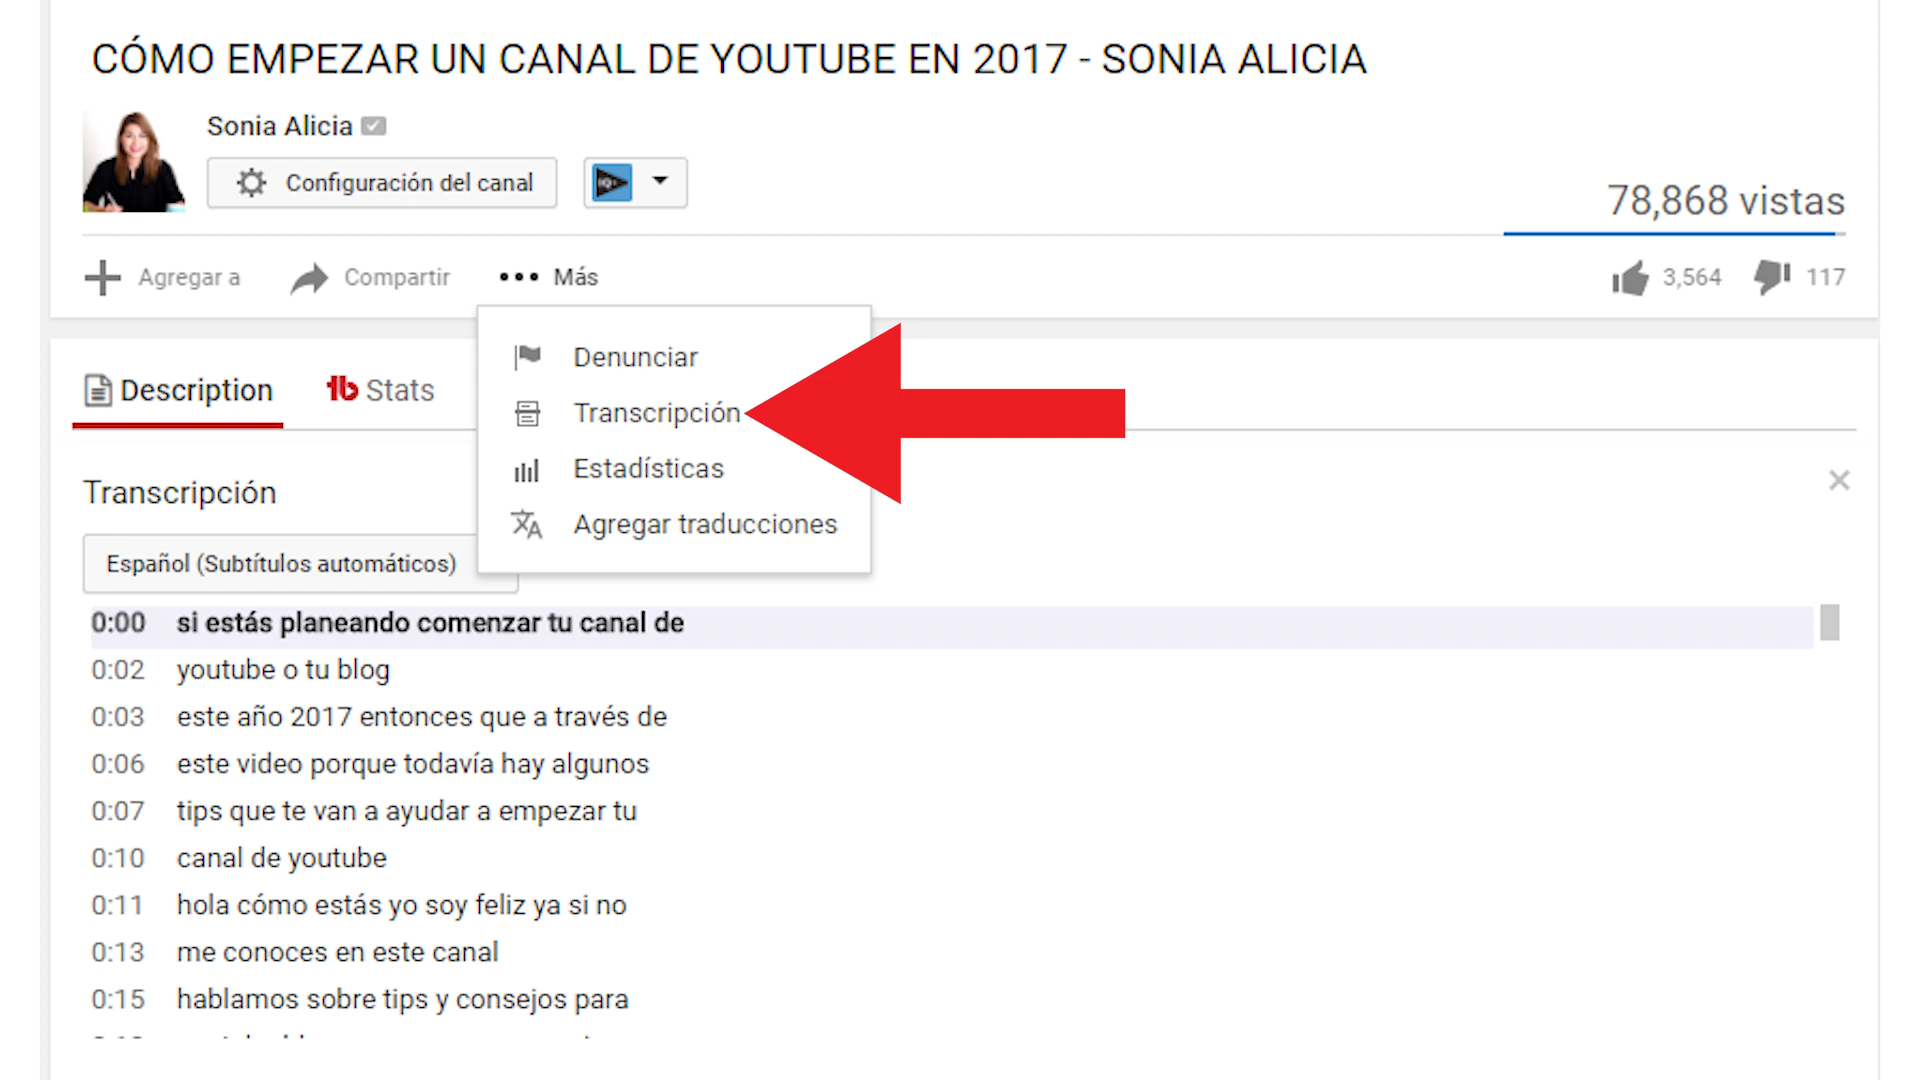 CÓMO EMPEZAR UN CANAL DE YOUTUBE EN 2017 - SONIA ALICIA
Sonia Alicia
Configuración del canal
78,868 vistas
Agregar a Compartir Más 3,564 117
Denunciar
Transcripción
Estadísticas
Agregar traducciones
Description Stats
Transcripción
Español (Subtítulos automáticos)
0:00 si estás planeando comenzar tu canal de
0:02 youtube o tu blog
0:03 este año 2017 entonces que a través de
0:06 este video porque todavía hay algunos
0:07 tips que te van a ayudar a empezar tu
0:10 canal de youtube
0:11 hola cómo estás yo soy feliz ya si no
0:13 me conoces en este canal
0:15 hablamos sobre tips y consejos para